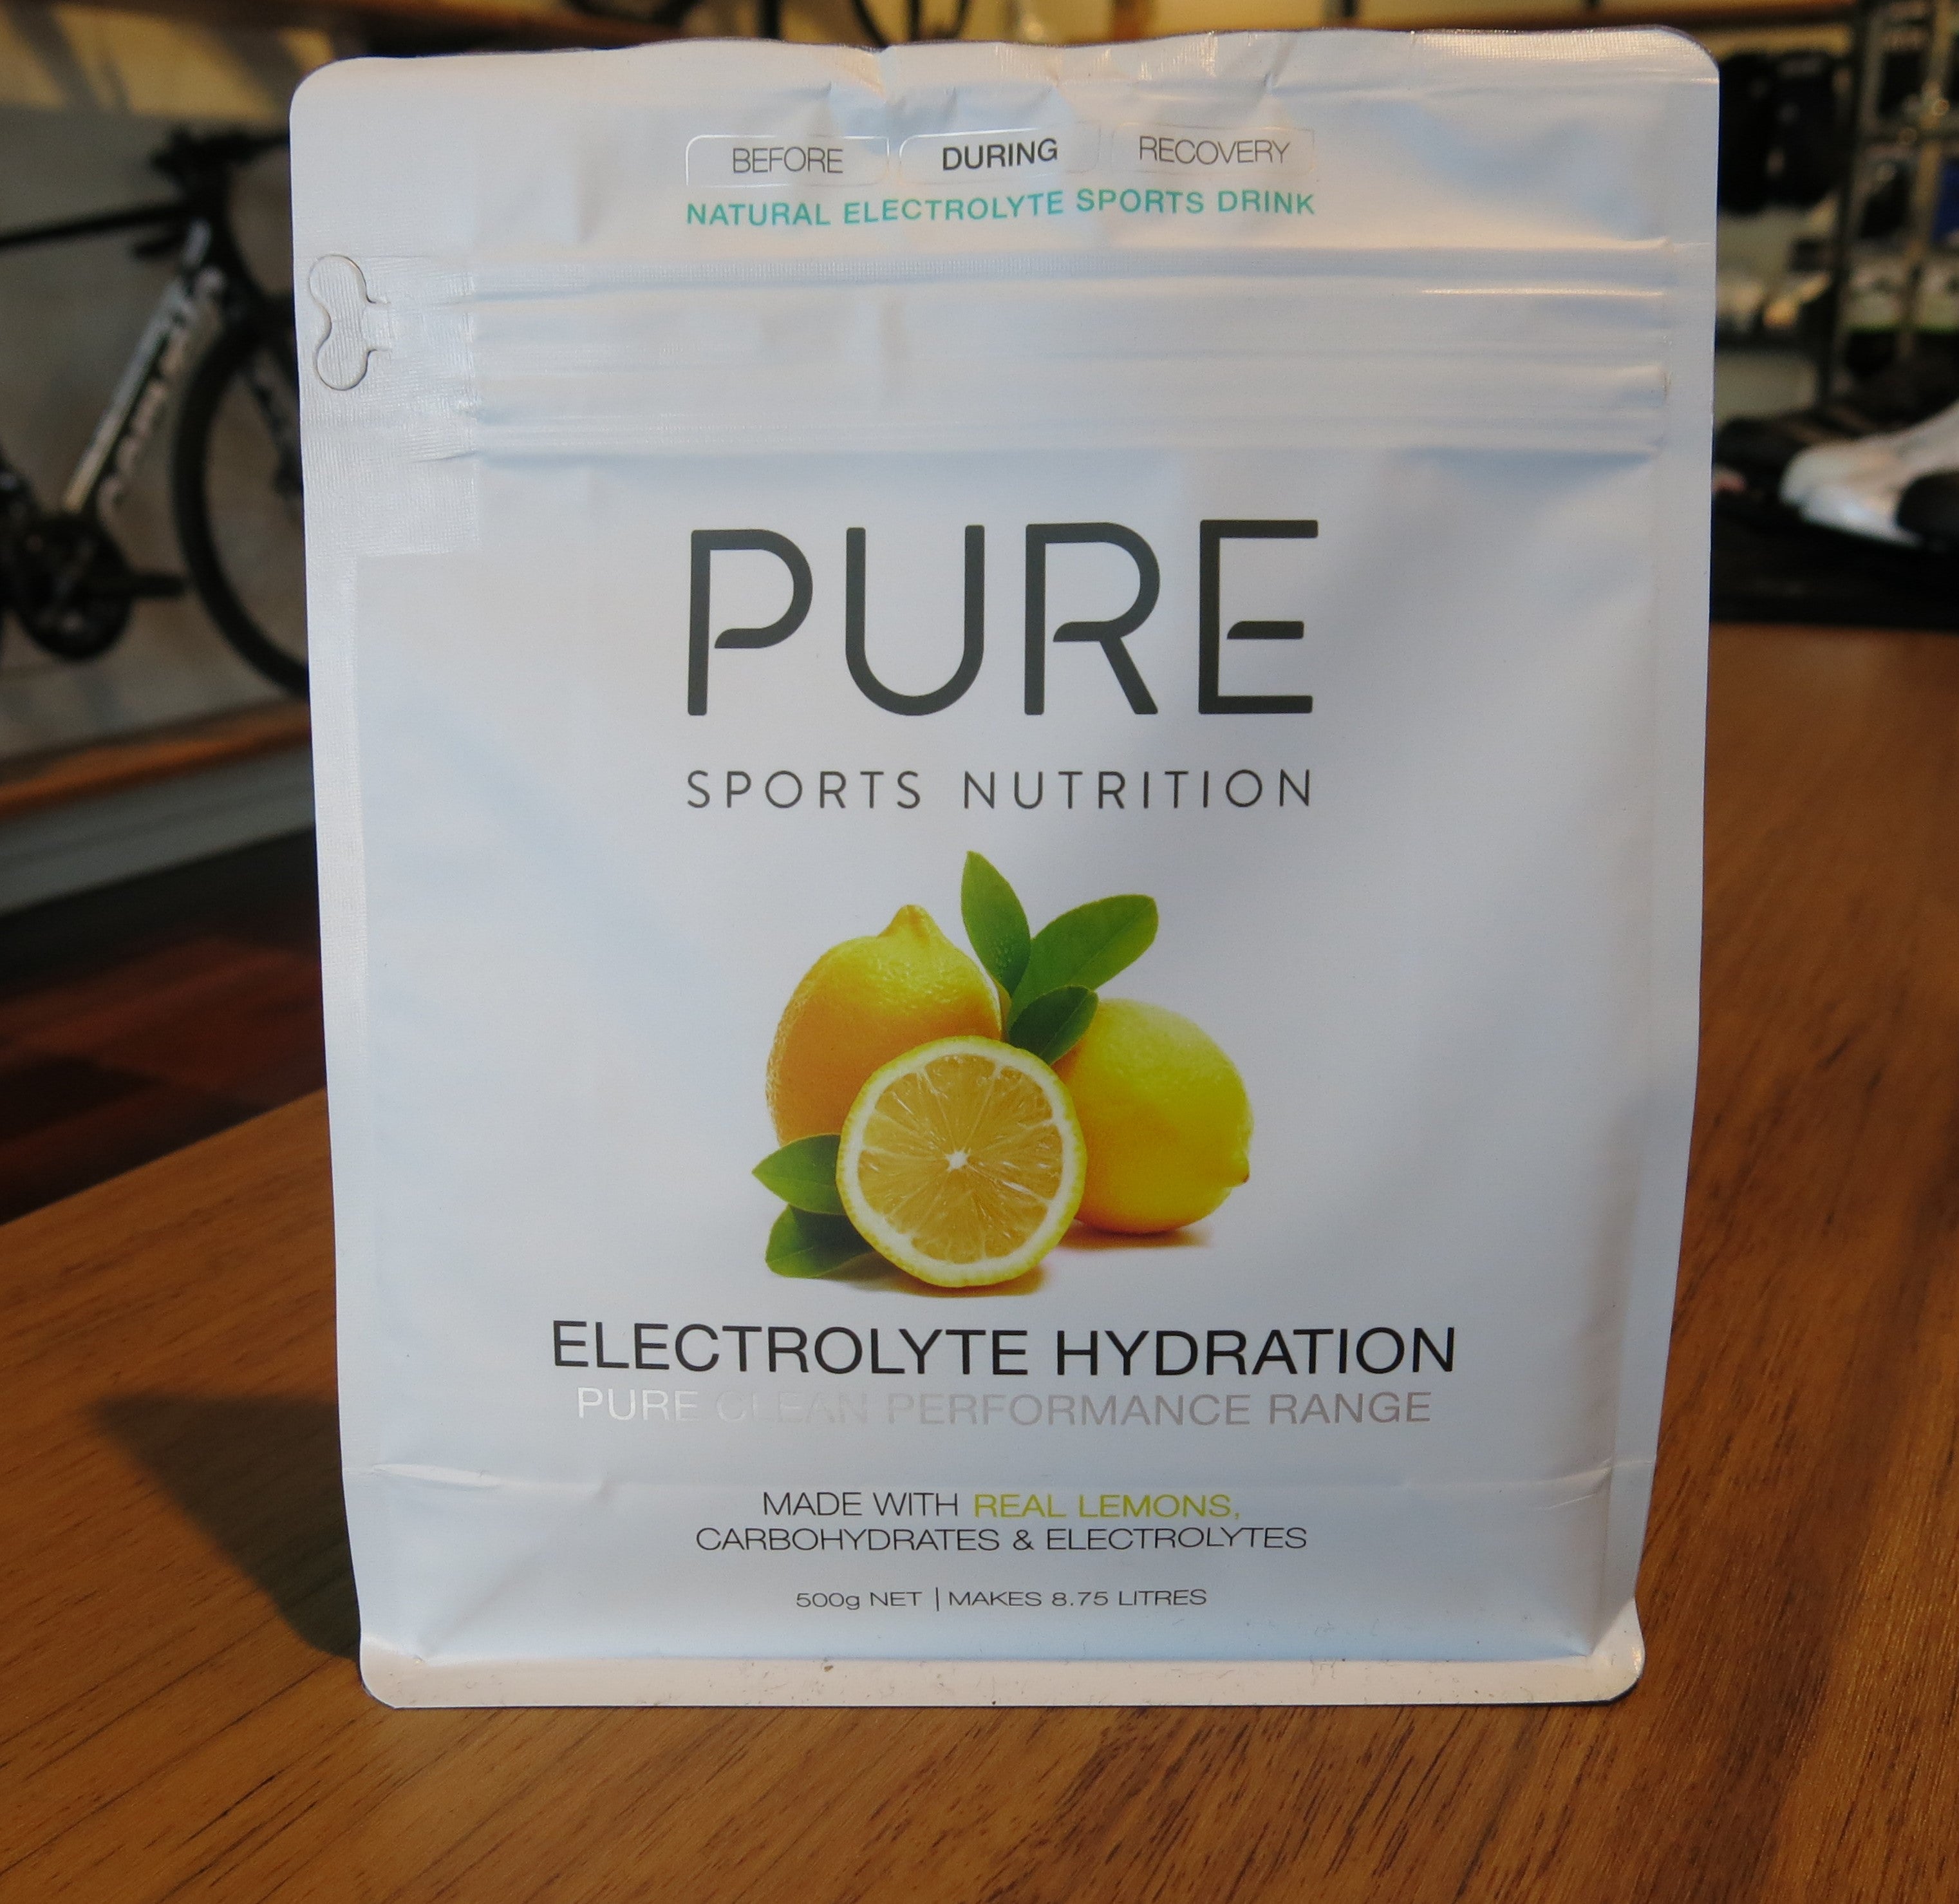 BEFORE DURING RECOVERY
NATURAL ELECTROLYTE SPORTS DRINK
PURE
SPORTS NUTRITION
ELECTROLYTE HYDRATION
PURE CLEAN PERFORMANCE RANGE
MADE WITH REAL LEMONS,
CARBOHYDRATES & ELECTROLYTES
500g NET | MAKES 8.75 LITRES